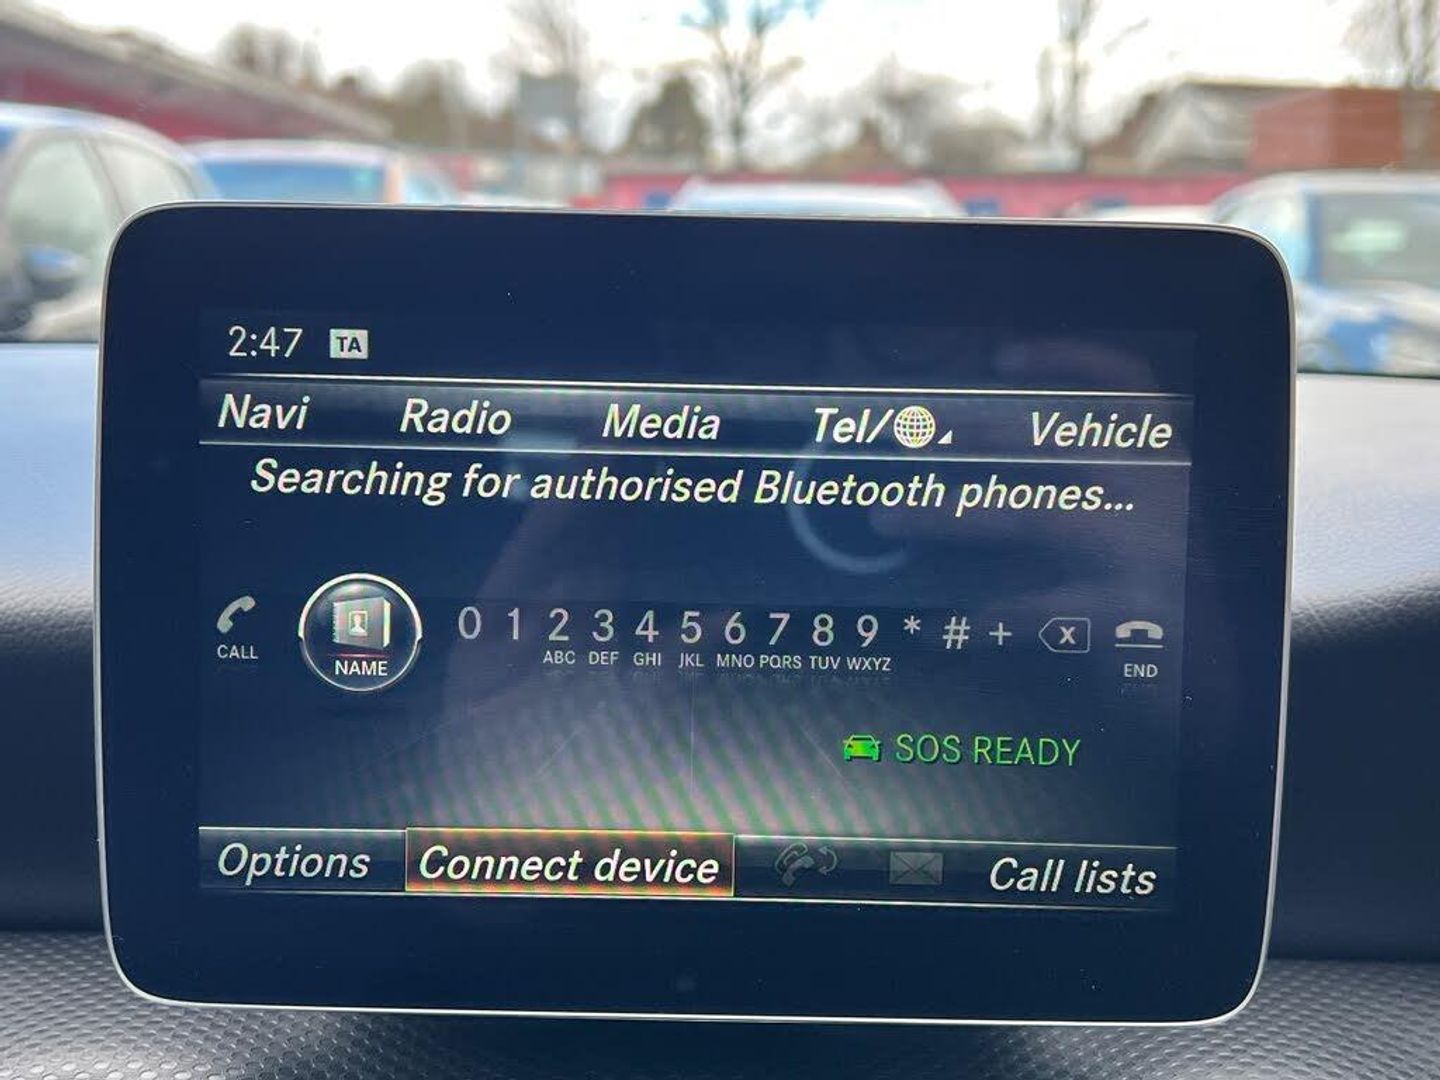 2:47 TA
Navi Radio Media Tel/ Vehicle
Searching for authorised Bluetooth phones...
CALL NAME 0 1 2 3 4 5 6 7 8 9 * # + X END
ABC DEF GHI JKL MNO PQRS TUV WXYZ
SOS READY
Options Connect device Call lists